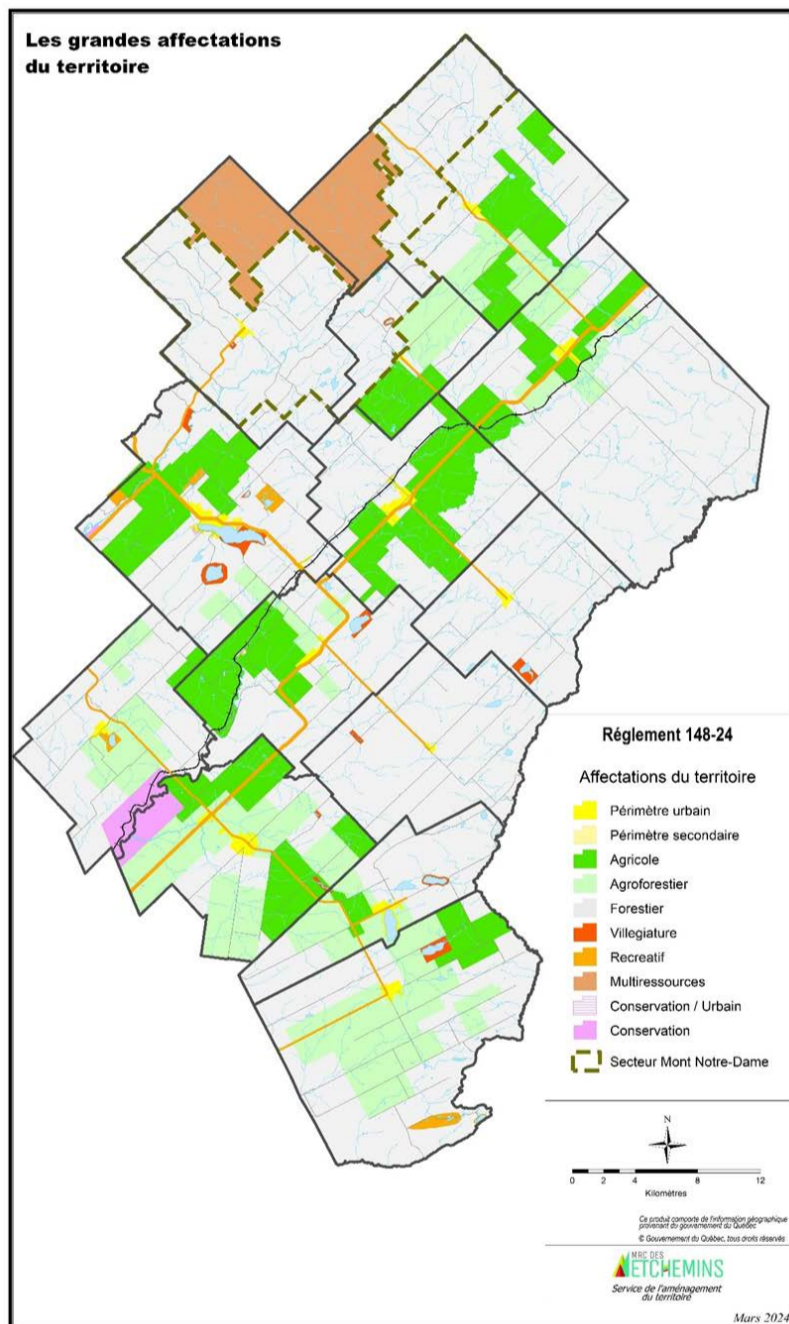 Les grandes affectations
du territoire
Réglement 148-24
Affectations du territoire
Périmètre urbain
Périmètre secondaire
Agricole
Agroforestier
Forestier
Villegiature
Recreatif
Multiressources
Conservation / Urbain
Conservation
Secteur Mont Notre-Dame
N
0 2 4 8 12
Kilomètres
Ce produit comporte de l'information géographique
provenant du gouvernement du Québec
© Gouvernement du Québec, tous droits réservés
MRC DES
ETCHEMINS
Service de l'aménagement
du territoire
Mars 2024